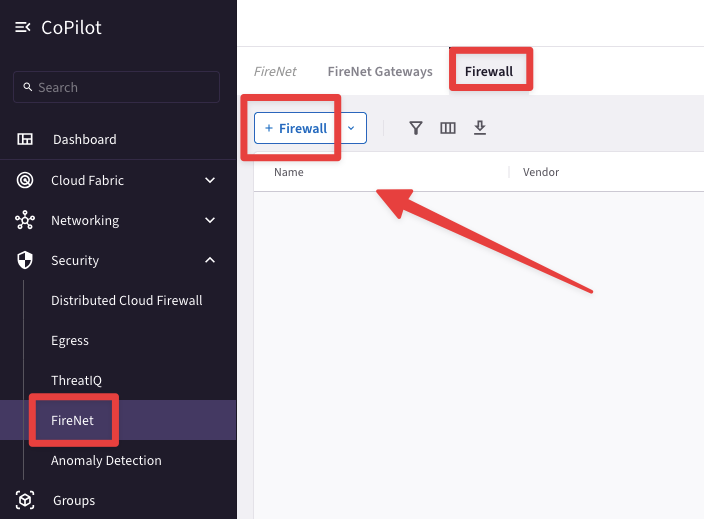 CoPilot
Search
Dashboard
Cloud Fabric
Networking
Security
Distributed Cloud Firewall
Egress
ThreatIQ
FireNet
Anomaly Detection
Groups
FireNet FireNet Gateways Firewall
+ Firewall
Name Vendor